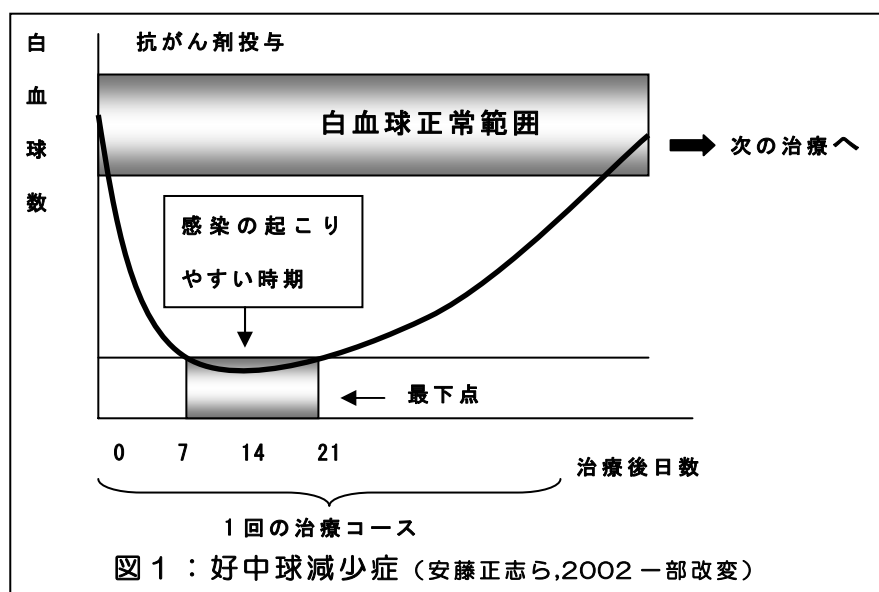 白血球数
抗がん剤投与
白血球正常範囲
次の治療へ
感染の起こり
やすい時期
最下点
0 7 14 21
治療後日数
1回の治療コース
図1:好中球減少症(安藤正志ら,2002一部改変)